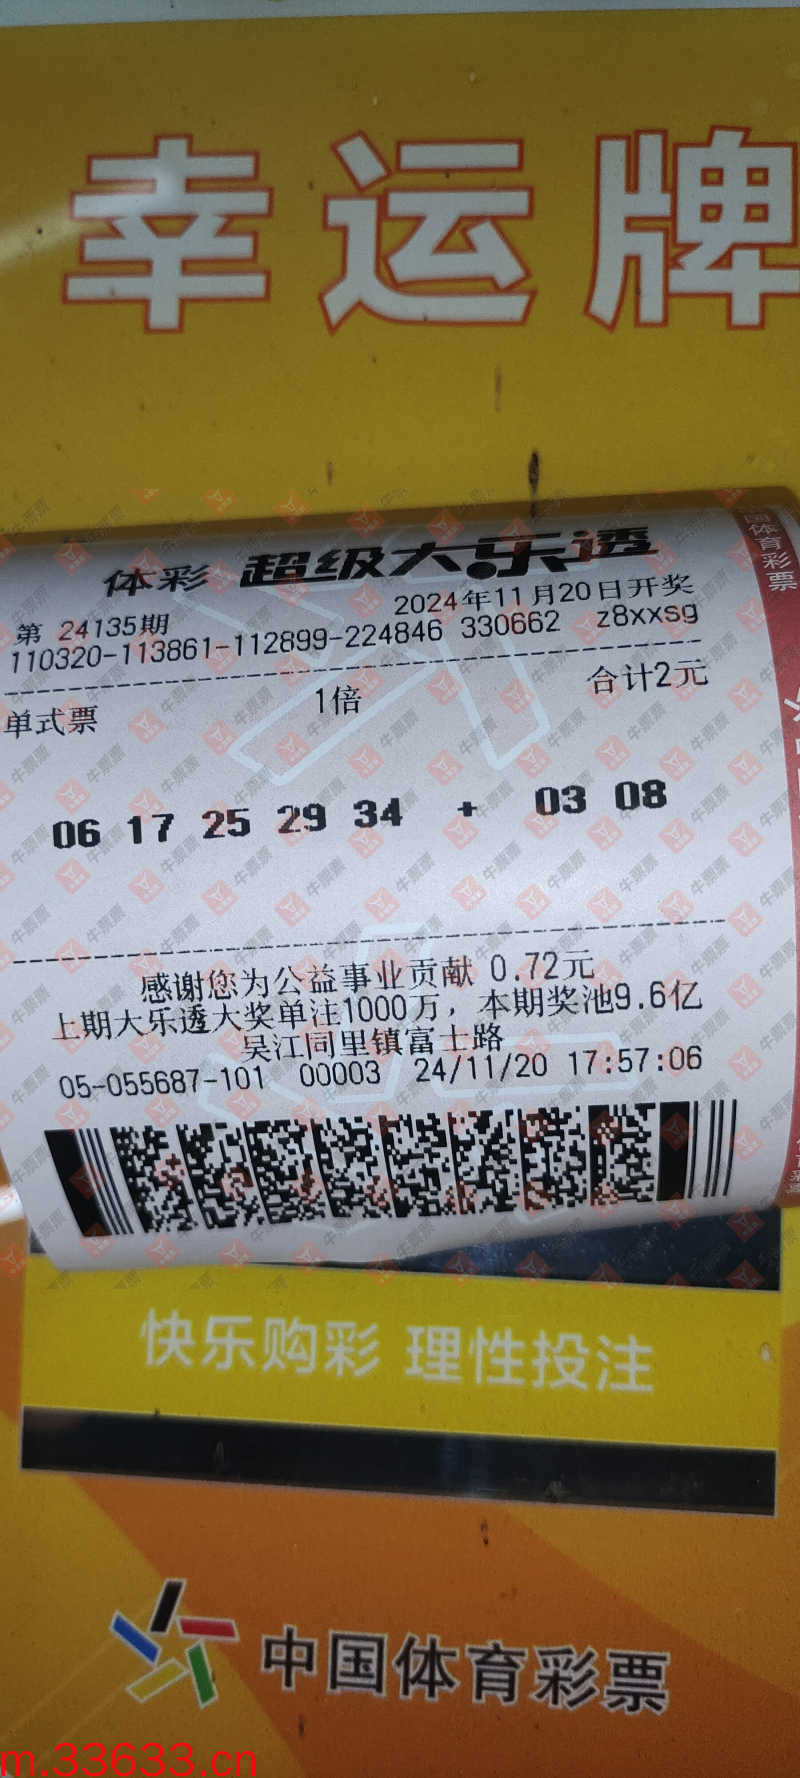 幸运牌
国体育彩票
体彩 超级大乐透
第 24135期 2024年11月20日开奖
110320-113861-112899-224846 330662 z8xxsg
单式票 1倍 合计2元
06 17 25 29 34 + 03 08
感谢您为公益事业贡献 0.72元
上期大乐透大奖单注1000万，本期奖池9.6亿
吴江同里镇富士路
05-055687-101 00003 24/11/20 17:57:06
快乐购彩 理性投注
中国体育彩票
m.33633.cn
牛票票